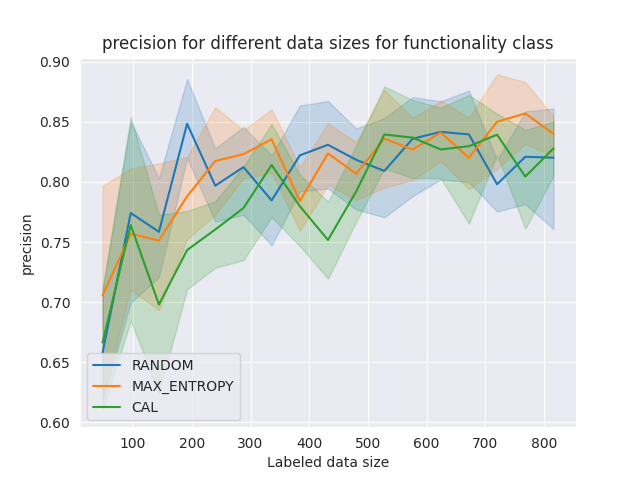 precision for different data sizes for functionality class
0.90
0.85
0.80
0.75
0.70
0.65
0.60
precision
RANDOM
MAX_ENTROPY
CAL
100 200 300 400 500 600 700 800
Labeled data size